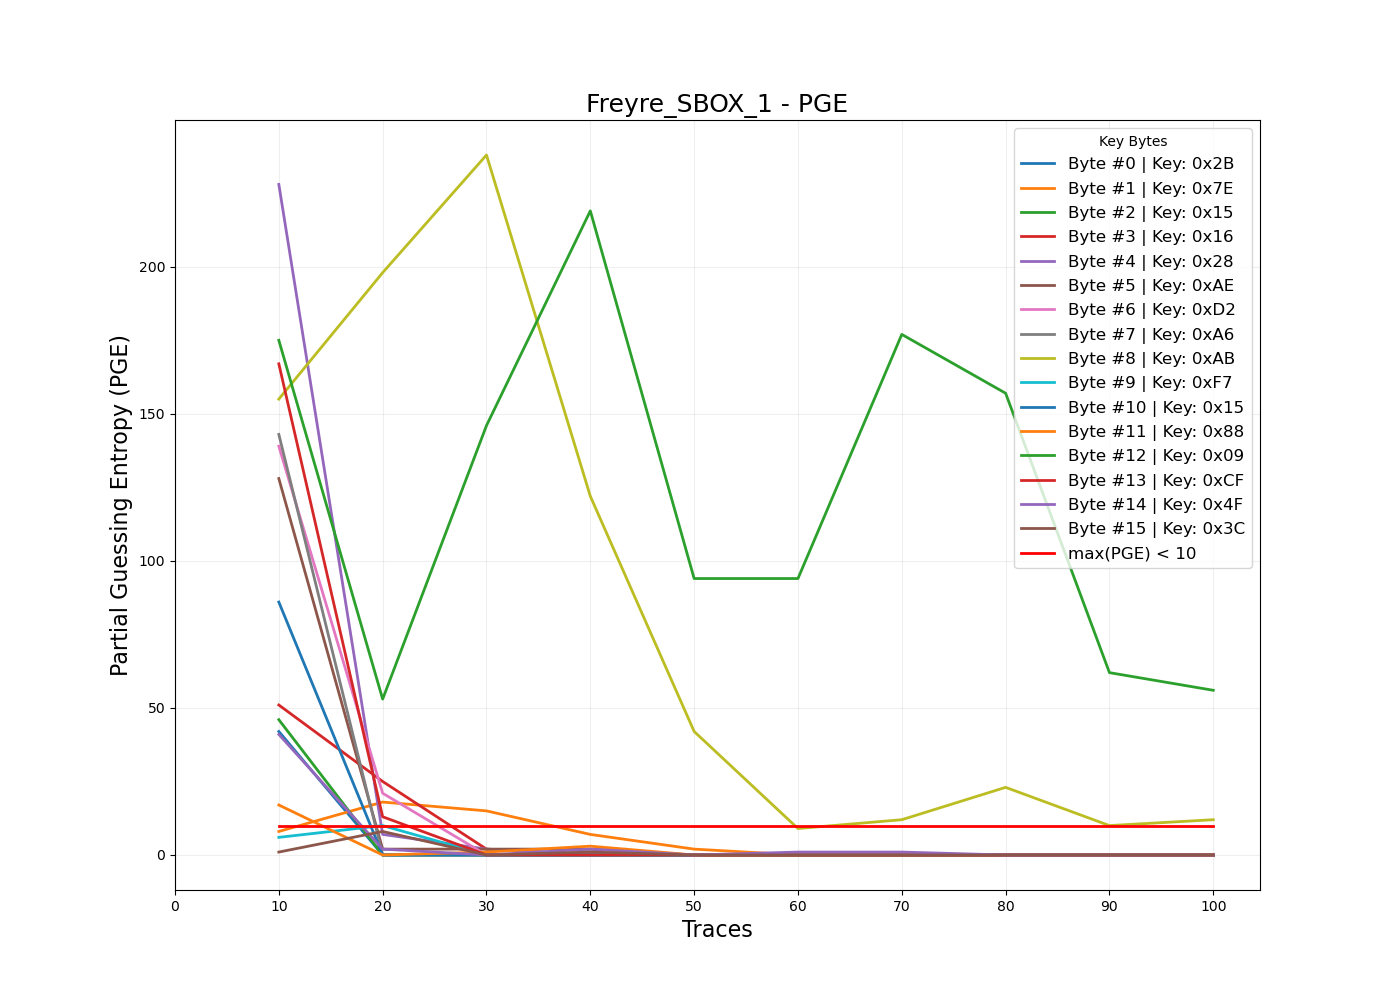 Freyre_SBOX_1 - PGE
Partial Guessing Entropy (PGE)
200
150
100
50
0
Key Bytes
Byte #0 | Key: 0x2B
Byte #1 | Key: 0x7E
Byte #2 | Key: 0x15
Byte #3 | Key: 0x16
Byte #4 | Key: 0x28
Byte #5 | Key: 0xAE
Byte #6 | Key: 0xD2
Byte #7 | Key: 0xA6
Byte #8 | Key: 0xAB
Byte #9 | Key: 0xF7
Byte #10 | Key: 0x15
Byte #11 | Key: 0x88
Byte #12 | Key: 0x09
Byte #13 | Key: 0xCF
Byte #14 | Key: 0x4F
Byte #15 | Key: 0x3C
max(PGE) < 10
0 10 20 30 40 50 60 70 80 90 100
Traces